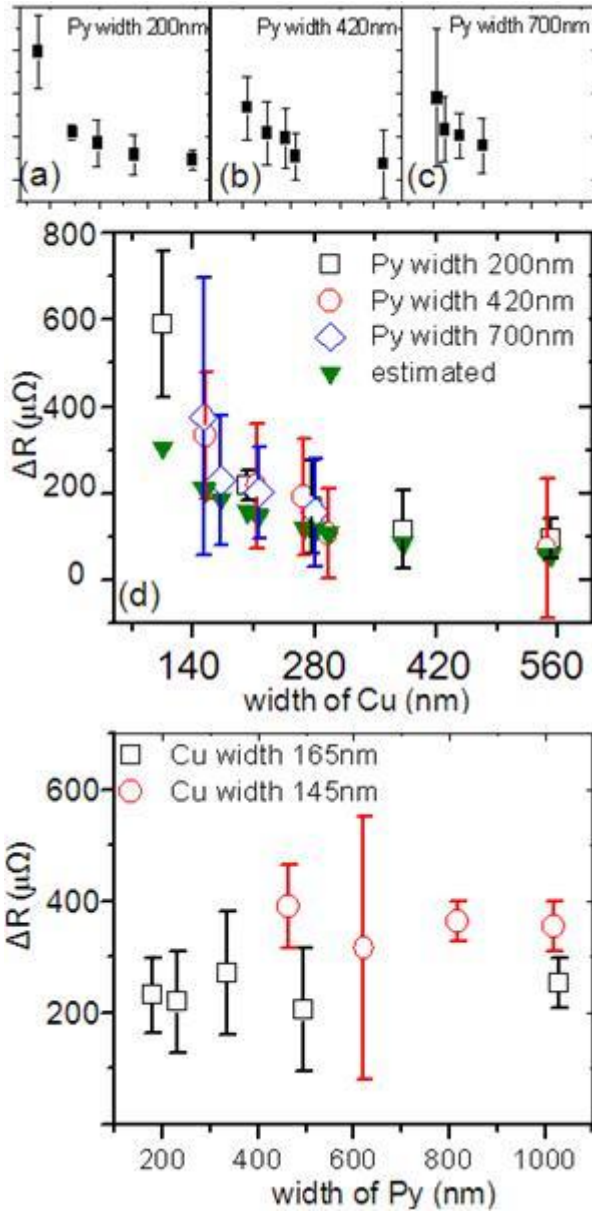 Py width 200nm
Py width 420nm
Py width 700nm
(a)
(b)
(c)
800
600
400
200
0
ΔR (μΩ)
Py width 200nm
Py width 420nm
Py width 700nm
estimated
(d)
140 280 420 560
width of Cu (nm)
Cu width 165nm
Cu width 145nm
600
400
200
ΔR (μΩ)
200 400 600 800 1000
width of Py (nm)